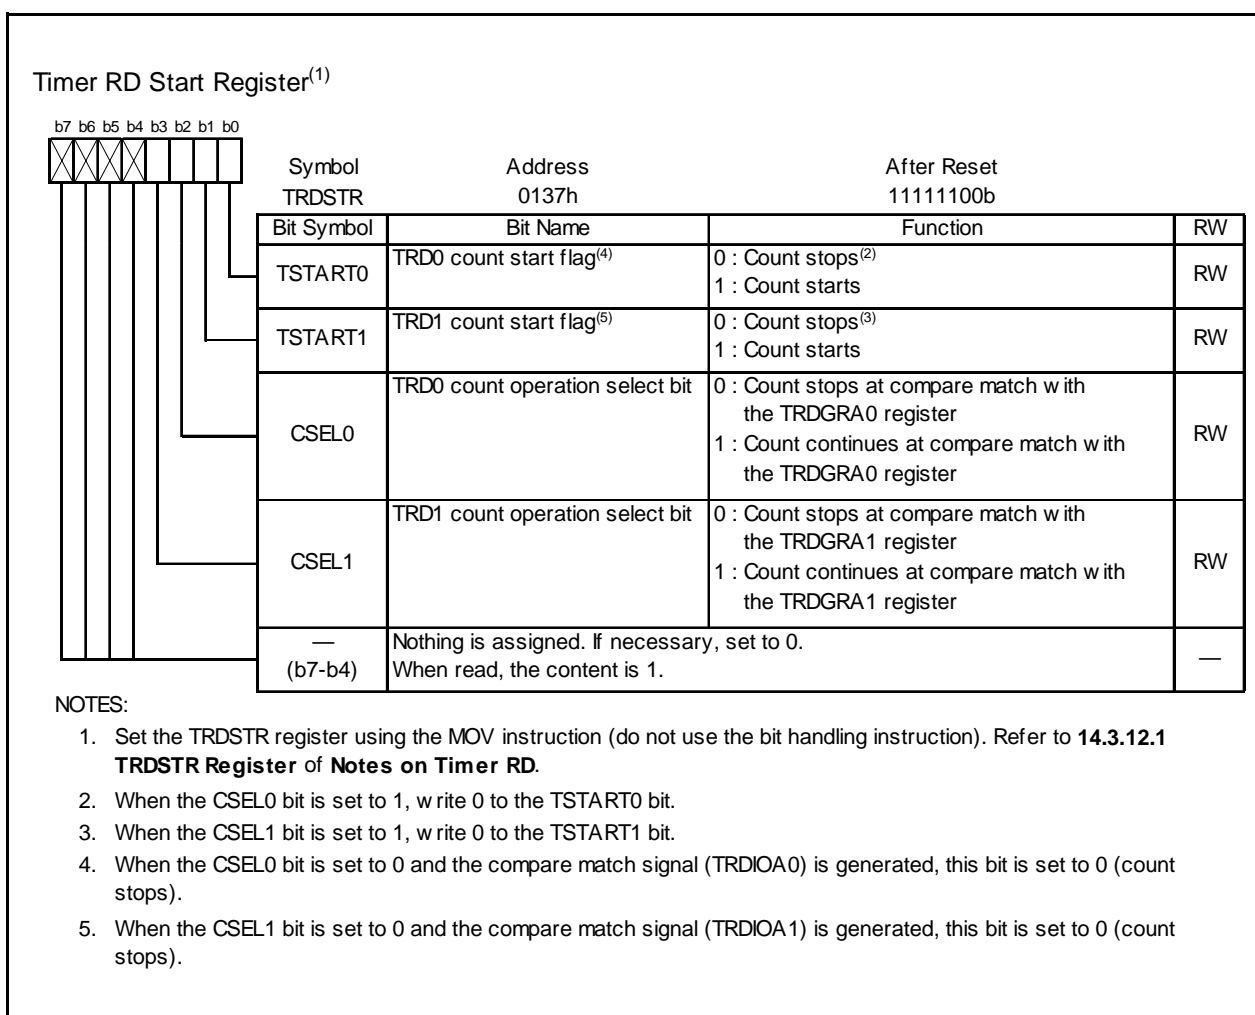 Timer RD Start Register(1)
b7 b6 b5 b4 b3 b2 b1 b0
Symbol Address After Reset
TRDSTR 0137h 11111100b
Bit Symbol Bit Name Function RW
TSTART0 TRD0 count start flag(4) 0 : Count stops(2) RW
1 : Count starts
TSTART1 TRD1 count start flag(5) 0 : Count stops(3) RW
1 : Count starts
CSEL0 TRD0 count operation select bit 0 : Count stops at compare match with RW
the TRDGRA0 register
1 : Count continues at compare match with
the TRDGRA0 register
CSEL1 TRD1 count operation select bit 0 : Count stops at compare match with RW
the TRDGRA1 register
1 : Count continues at compare match with
the TRDGRA1 register
— Nothing is assigned. If necessary, set to 0. —
(b7-b4) When read, the content is 1.
NOTES:
1. Set the TRDSTR register using the MOV instruction (do not use the bit handling instruction). Refer to 14.3.12.1
TRDSTR Register of Notes on Timer RD.
2. When the CSEL0 bit is set to 1, write 0 to the TSTART0 bit.
3. When the CSEL1 bit is set to 1, write 0 to the TSTART1 bit.
4. When the CSEL0 bit is set to 0 and the compare match signal (TRDIOA0) is generated, this bit is set to 0 (count
stops).
5. When the CSEL1 bit is set to 0 and the compare match signal (TRDIOA1) is generated, this bit is set to 0 (count
stops).